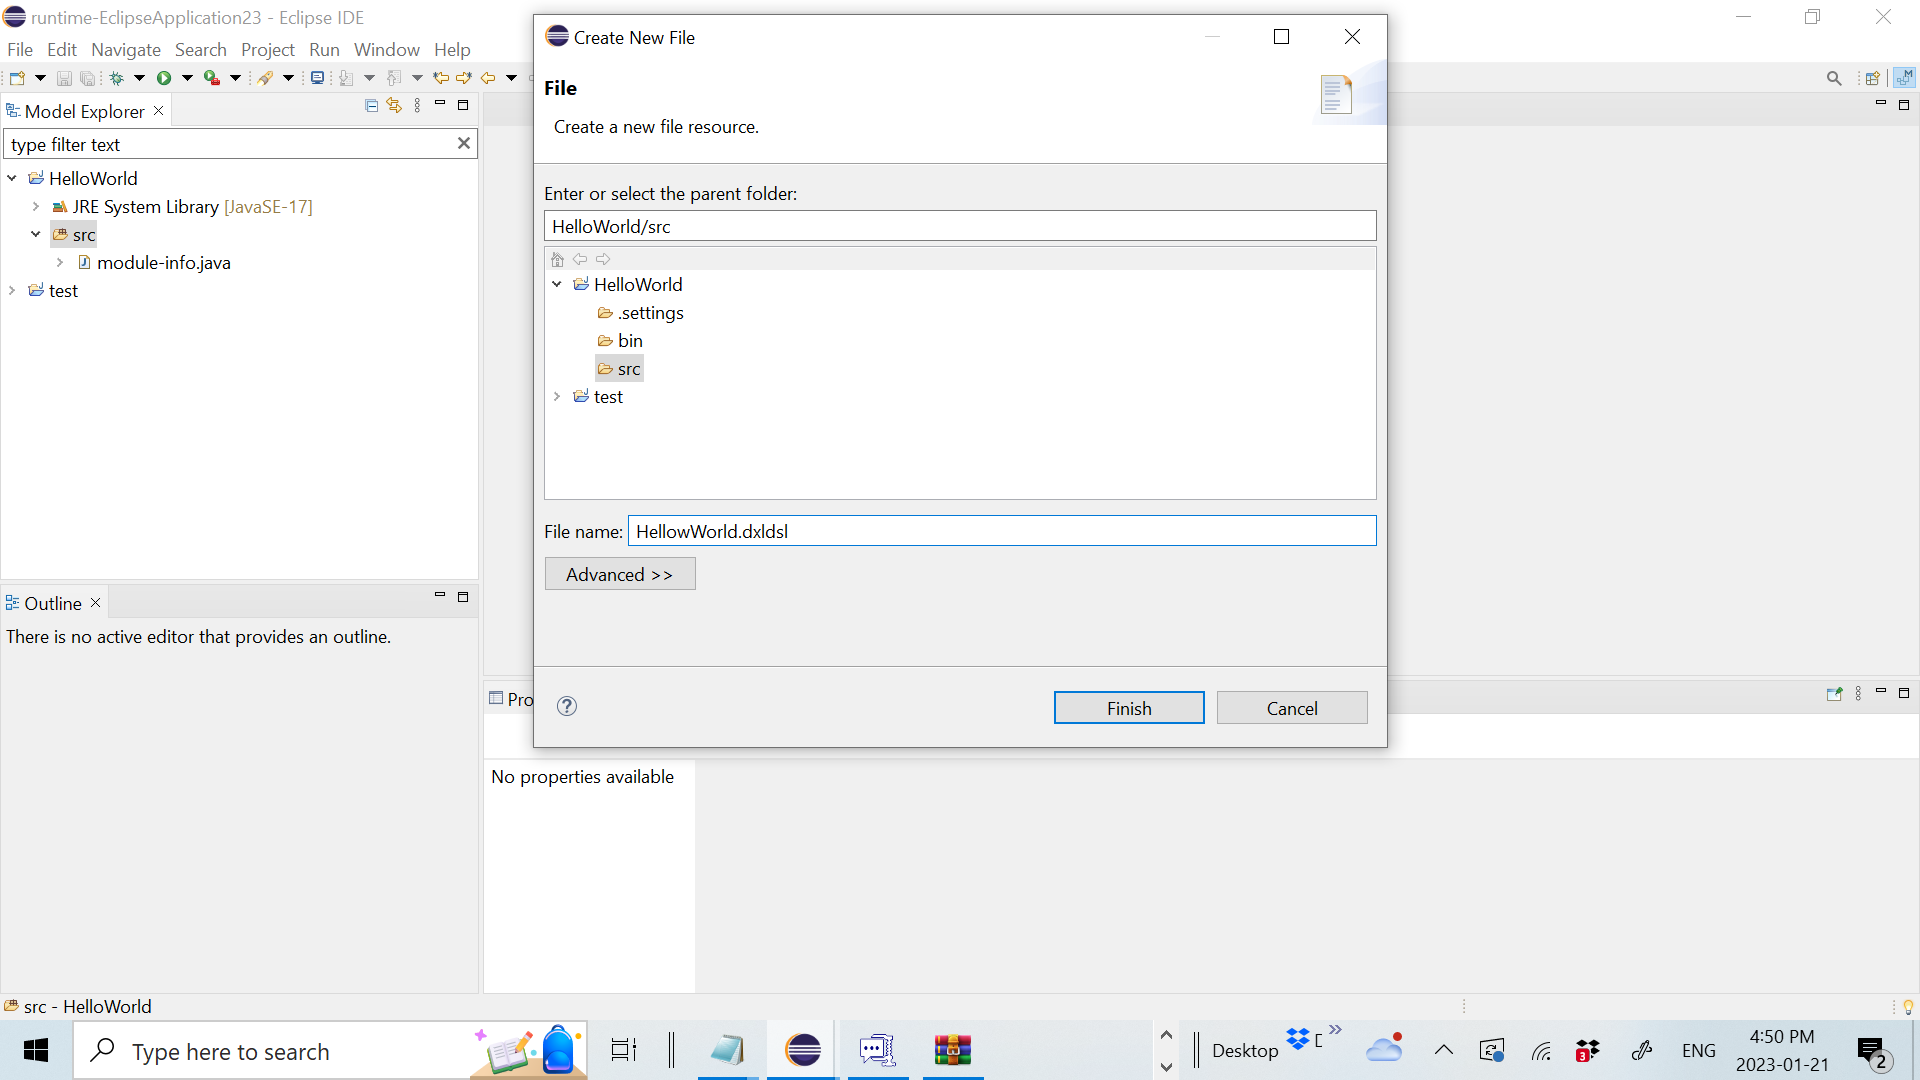 runtime-EclipseApplication23 - Eclipse IDE
File Edit Navigate Search Project Run Window Help
Model Explorer
type filter text
HelloWorld
JRE System Library [JavaSE-17]
src
module-info.java
test
Outline
There is no active editor that provides an outline.
Create New File
File
Create a new file resource.
Enter or select the parent folder:
HelloWorld/src
HelloWorld
.settings
bin
src
test
File name: HellowWorld.dxldsl
Advanced >>
?
Finish Cancel
Pro
No properties available
M
src - HelloWorld
Type here to search
Desktop
3
ENG
4:50 PM
2023-01-21
2